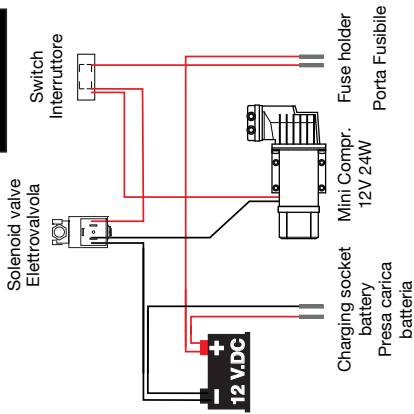 Solenoid valve
Elettrovalvola
Switch
Interruttore
12 V.DC
Charging socket
battery
Presa carica
batteria
Mini Compr.
12V 24W
Fuse holder
Porta Fusibile